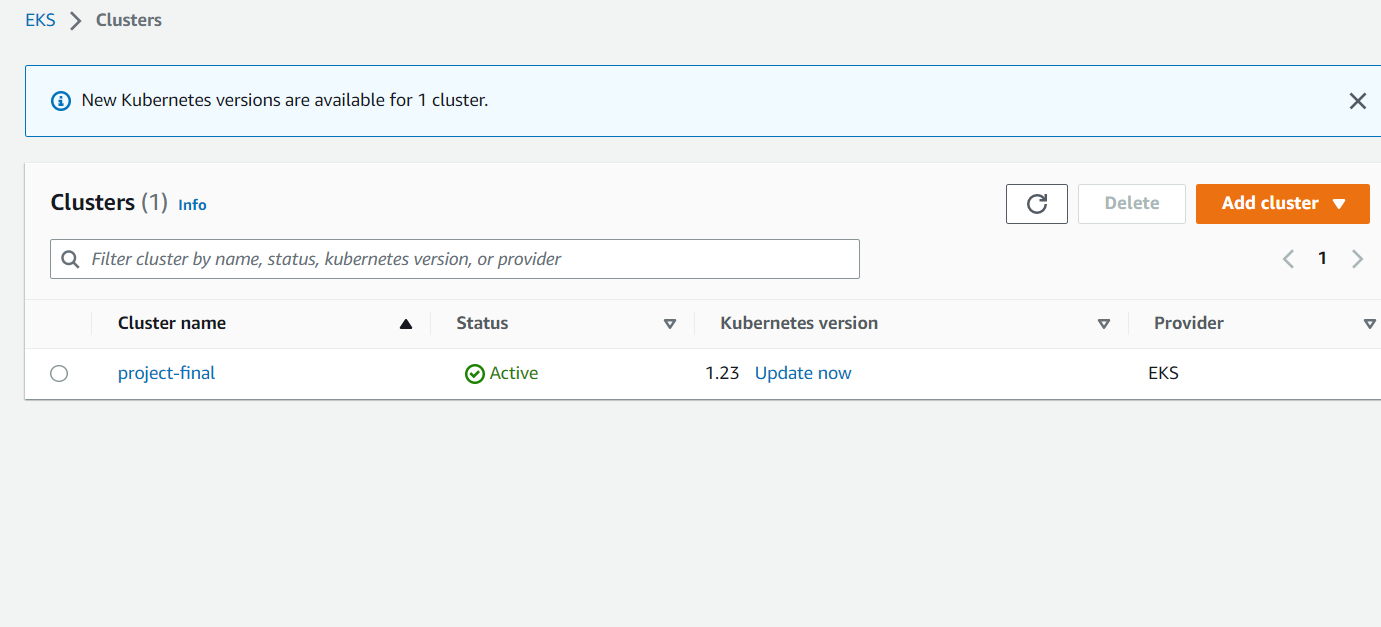 EKS Clusters
New Kubernetes versions are available for 1 cluster.
Clusters (1) Info
Delete
Add cluster
Filter cluster by name, status, kubernetes version, or provider
1
Cluster name Status Kubernetes version Provider
project-final Active 1.23 Update now EKS